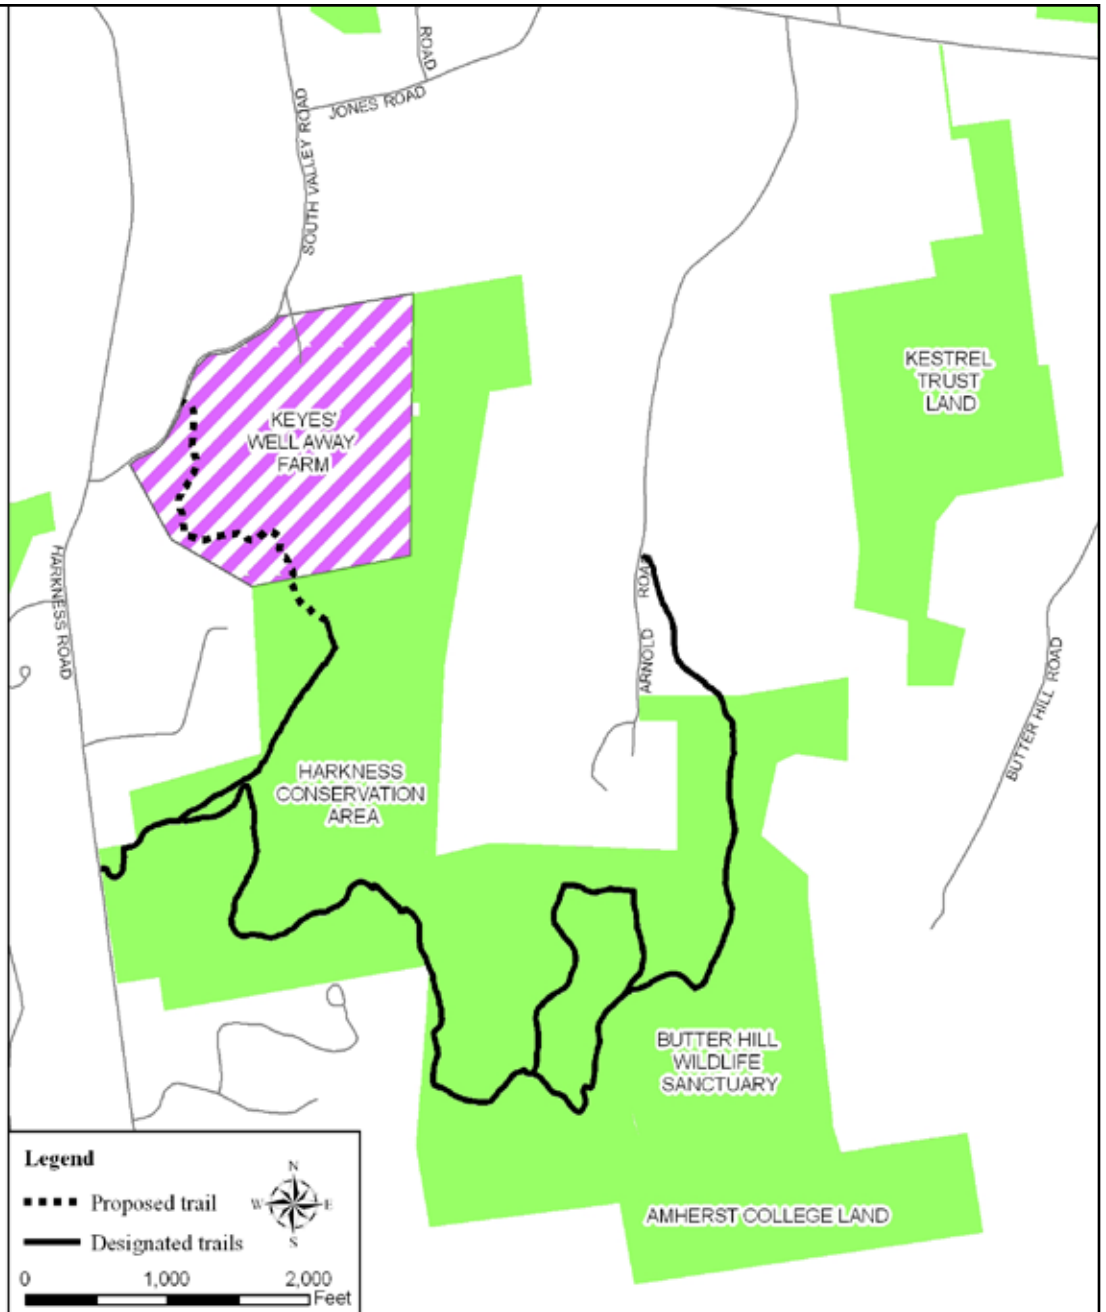 ROAD
JONES ROAD
SOUTH VALLEY ROAD
KESTREL
TRUST
LAND
KEYES'
WELL AWAY
FARM
HARKNESS ROAD
ARNOLD ROAD
BUTTER HILL ROAD
HARKNESS
CONSERVATION
AREA
BUTTER HILL
WILDLIFE
SANCTUARY
AMHERST COLLEGE LAND
Legend
N
W E
S
Proposed trail
Designated trails
0 1,000 2,000
Feet